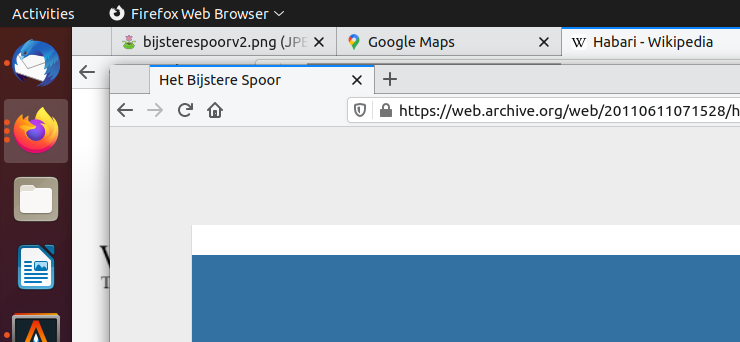 Activities Firefox Web Browser
bijsterespoorv2.png (JPE Google Maps Habari - Wikipedia
Het Bijstere Spoor
https://web.archive.org/web/20110611071528/h